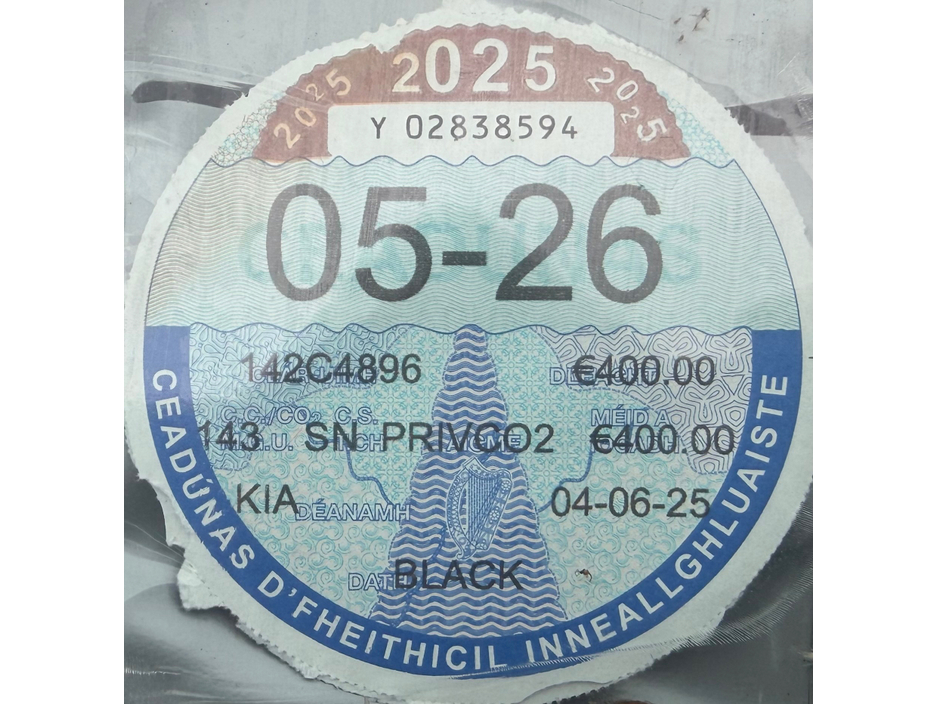 2025 2025 2025
Y 02838594
05-26
142C4896 €400.00
C.C./CO₂ C.S. MÉID A
143 SN PRIVCO2 €400.00
KIA DÉANAMH 04-06-25
DATE BLACK
CEADÚNAS D'FHEITHICIL INNEALLGHLUAISTE